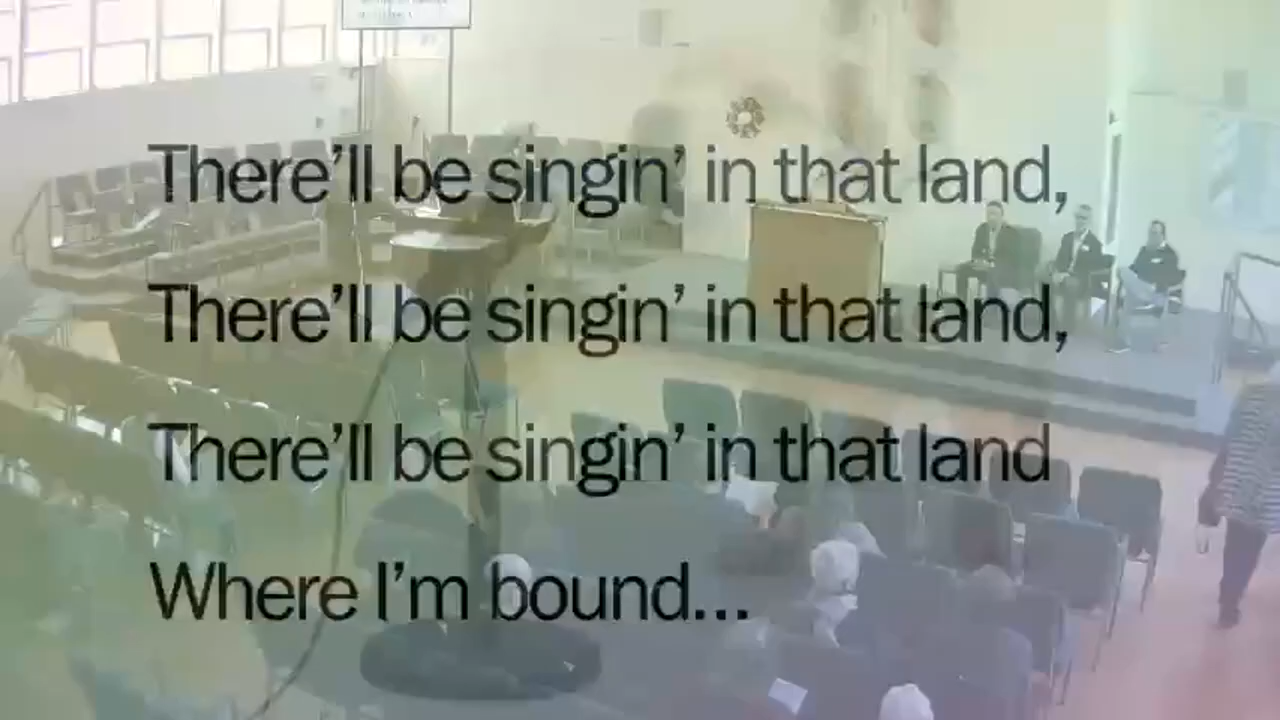 There'll be singin' in that land,
There'll be singin' in that land,
There'll be singin' in that land
Where I'm bound...